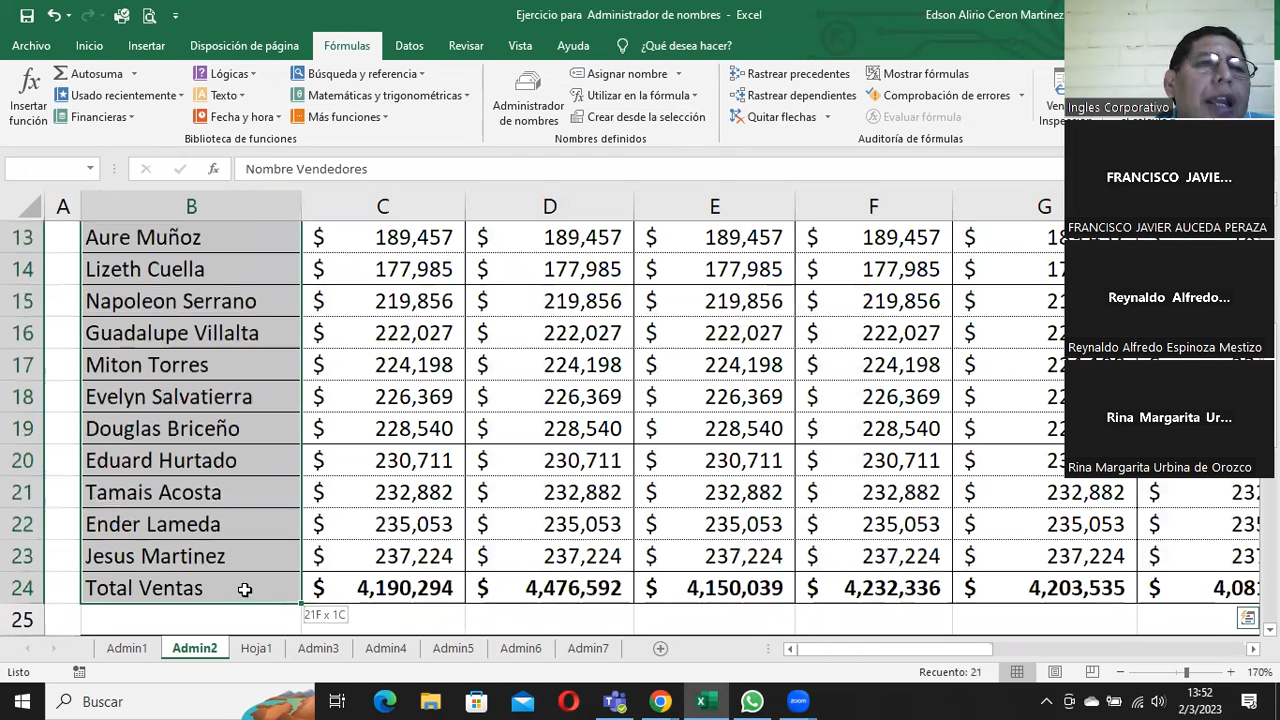 Ejercicio para Administrador de nombres - Excel
Edson Alirio Ceron Martinez
Archivo Inicio Insertar Disposición de página Fórmulas Datos Revisar Vista Ayuda ¿Qué desea hacer?
Insertar función
Autosuma
Usado recientemente
Financieras
Lógicas
Texto
Fecha y hora
Búsqueda y referencia
Matemáticas y trigonométricas
Más funciones
Biblioteca de funciones
Administrador de nombres
Asignar nombre
Utilizar en la fórmula
Crear desde la selección
Nombres definidos
Rastrear precedentes
Rastrear dependientes
Quitar flechas
Mostrar fórmulas
Comprobación de errores
Evaluar fórmula
Auditoría de fórmulas
fx Nombre Vendedores
A B C D E F G
13 Aure Muñoz $ 189,457 $ 189,457 $ 189,457 $ 189,457 $
14 Lizeth Cuella $ 177,985 $ 177,985 $ 177,985 $ 177,985 $
15 Napoleon Serrano $ 219,856 $ 219,856 $ 219,856 $ 219,856 $
16 Guadalupe Villalta $ 222,027 $ 222,027 $ 222,027 $ 222,027 $
17 Miton Torres $ 224,198 $ 224,198 $ 224,198 $ 224,198 $
18 Evelyn Salvatierra $ 226,369 $ 226,369 $ 226,369 $ 226,369 $
19 Douglas Briceño $ 228,540 $ 228,540 $ 228,540 $ 228,540 $
20 Eduard Hurtado $ 230,711 $ 230,711 $ 230,711 $ 230,711 $
21 Tamais Acosta $ 232,882 $ 232,882 $ 232,882 $ 232,882 $ 232,882 $
22 Ender Lameda $ 235,053 $ 235,053 $ 235,053 $ 235,053 $ 235,053 $
23 Jesus Martinez $ 237,224 $ 237,224 $ 237,224 $ 237,224 $ 237,224 $
24 Total Ventas $ 4,190,294 $ 4,476,592 $ 4,150,039 $ 4,232,336 $ 4,203,535 $
25
21F x 1C
Ingles Corporativo
FRANCISCO JAVIE...
FRANCISCO JAVIER AUCEDA PERAZA
Reynaldo Alfredo...
Reynaldo Alfredo Espinoza Mestizo
Rina Margarita Ur...
Rina Margarita Urbina de Orozco
Admin1 Admin2 Hoja1 Admin3 Admin4 Admin5 Admin6 Admin7
Listo
Recuento: 21
170%
Buscar
13:52
2/3/2023